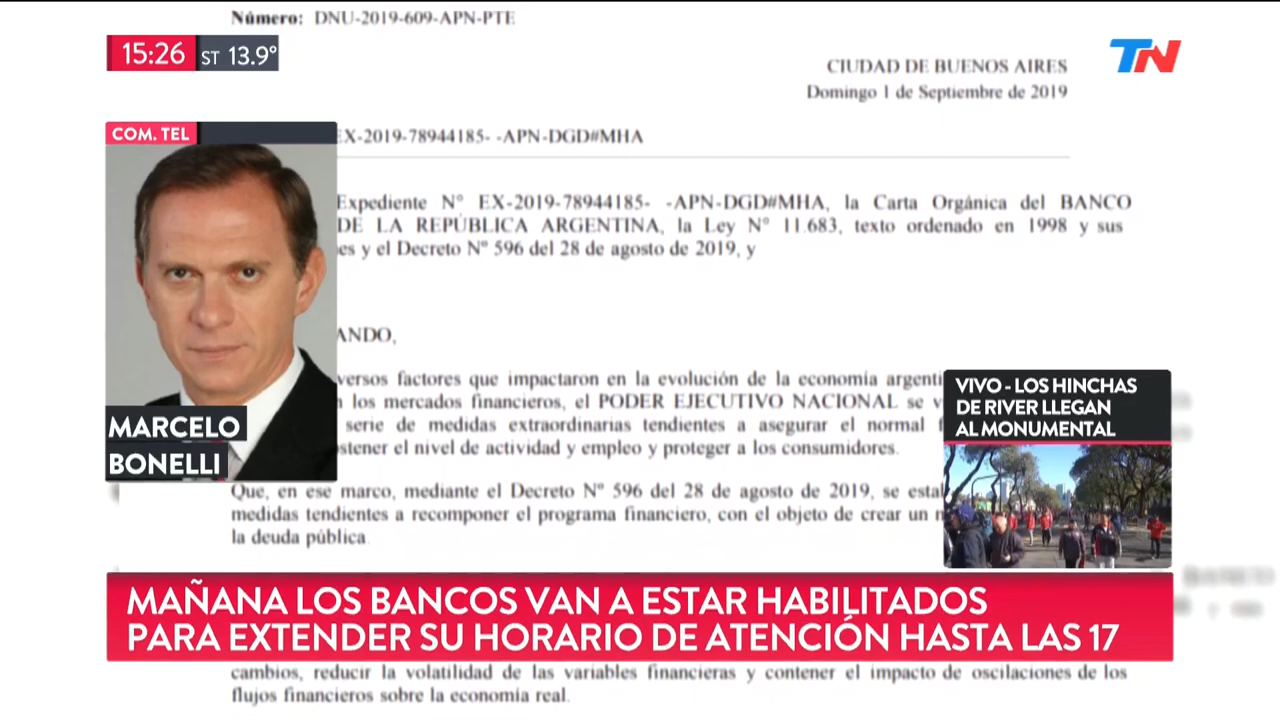 Número: DNU-2019-609-APN-PTE
15:26 ST 13.9°
TN
CIUDAD DE BUENOS AIRES
Domingo 1 de Septiembre de 2019
COM. TEL
EX-2019-78944185- -APN-DGD#MHA
Expediente N° EX-2019-78944185- -APN-DGD#MHA, la Carta Orgánica del BANCO
DE LA REPÚBLICA ARGENTINA, la Ley N° 11.683, texto ordenado en 1998 y sus
es y el Decreto N° 596 del 28 de agosto de 2019, y
ANDO,
versos factores que impactaron en la evolución de la economía argenti
los mercados financieros, el PODER EJECUTIVO NACIONAL se v
serie de medidas extraordinarias tendientes a asegurar el normal f
stener el nivel de actividad y empleo y proteger a los consumidores.
MARCELO
BONELLI
VIVO - LOS HINCHAS
DE RIVER LLEGAN
AL MONUMENTAL
Que, en ese marco, mediante el Decreto N° 596 del 28 de agosto de 2019, se estal
medidas tendientes a recomponer el programa financiero, con el objeto de crear un
la deuda pública.
MAÑANA LOS BANCOS VAN A ESTAR HABILITADOS
PARA EXTENDER SU HORARIO DE ATENCIÓN HASTA LAS 17
cambios, reducir la volatilidad de las variables financieras y contener el impacto de oscilaciones de los
flujos financieros sobre la economía real.